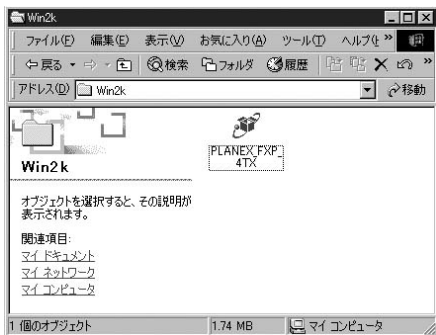 Win2k
ファイル(F) 編集(E) 表示(V) お気に入り(A) ツール(T) ヘルプ(H »
戻る 検索 フォルダ 履歴 »
アドレス(D) Win2k 移動
Win2k
PLANEX_FXP_
4TX
オブジェクトを選択すると、その説明が
表示されます。
関連項目:
マイ ドキュメント
マイ ネットワーク
マイ コンピュータ
1 個のオブジェクト 1.74 MB マイ コンピュータ